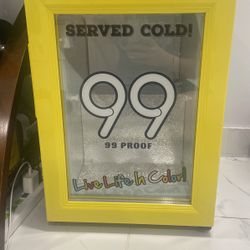 SERVED COLD!
99
99 PROOF
Live Life In Color!